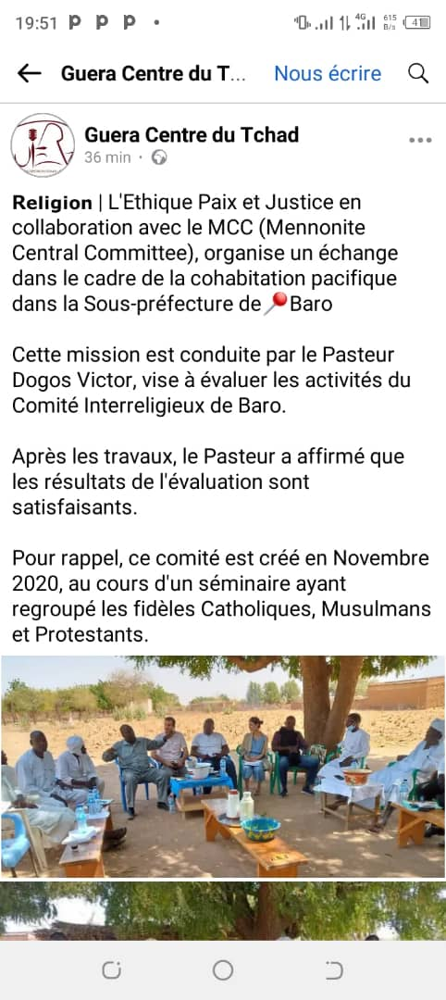 19:51 P P P •
4G 615 B/s 41
Guera Centre du T... Nous écrire
Guera Centre du Tchad
36 min ·
Religion | L'Ethique Paix et Justice en
collaboration avec le MCC (Mennonite
Central Committee), organise un échange
dans le cadre de la cohabitation pacifique
dans la Sous-préfecture de📍Baro
Cette mission est conduite par le Pasteur
Dogos Victor, vise à évaluer les activités du
Comité Interreligieux de Baro.
Après les travaux, le Pasteur a affirmé que
les résultats de l'évaluation sont
satisfaisants.
Pour rappel, ce comité est créé en Novembre
2020, au cours d'un séminaire ayant
regroupé les fidèles Catholiques, Musulmans
et Protestants.